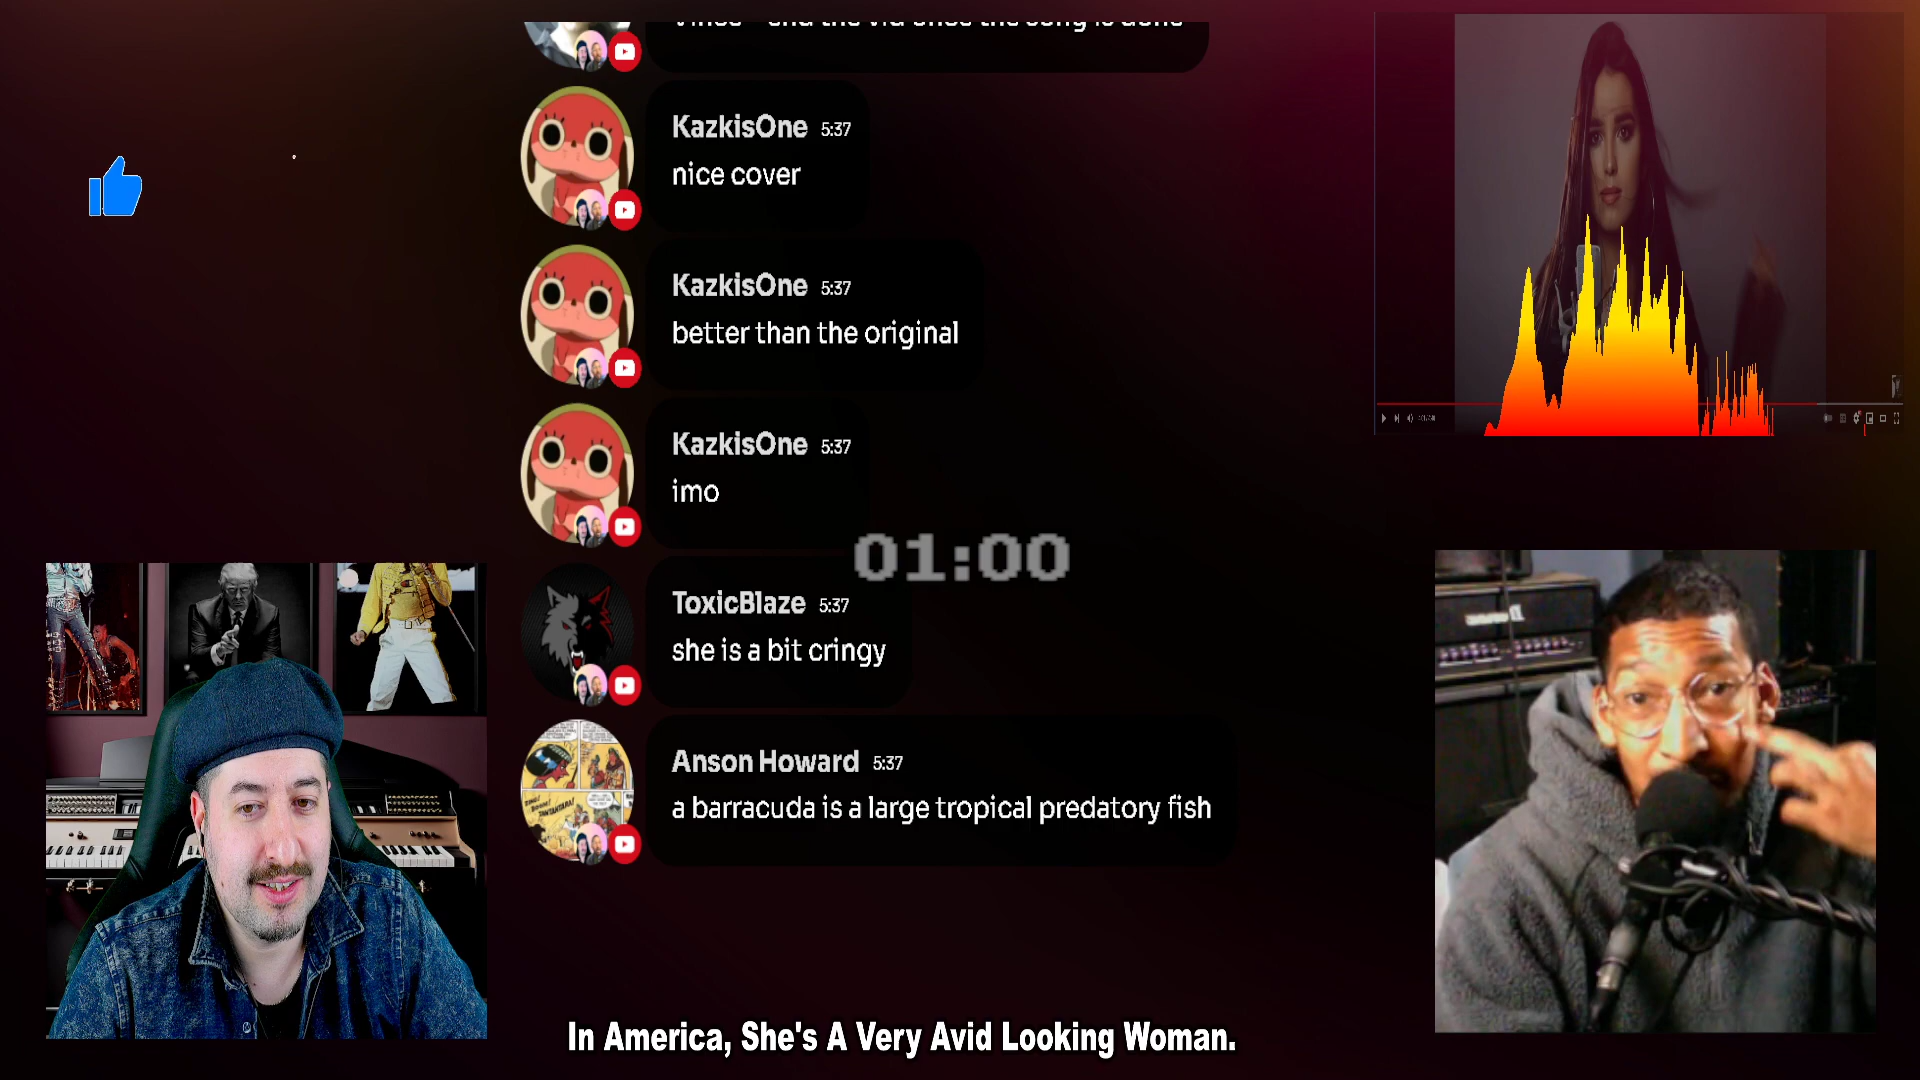 KazkisOne 5:37
nice cover
KazkisOne 5:37
better than the original
KazkisOne 5:37
imo
01:00
ToxicBlaze 5:37
she is a bit cringy
Anson Howard 5:37
a barracuda is a large tropical predatory fish
In America, She's A Very Avid Looking Woman.